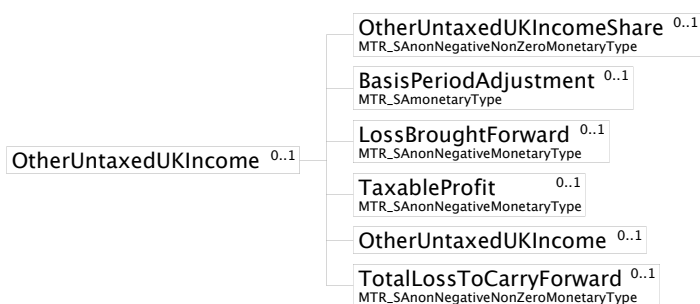 OtherUntaxedUKIncomeShare 0..1
MTR_SAnonNegativeNonZeroMonetaryType
BasisPeriodAdjustment 0..1
MTR_SAmonetaryType
LossBroughtForward 0..1
MTR_SAnonNegativeMonetaryType
OtherUntaxedUKIncome 0..1
TaxableProfit 0..1
MTR_SAnonNegativeMonetaryType
OtherUntaxedUKIncome 0..1
TotalLossToCarryForward 0..1
MTR_SAnonNegativeNonZeroMonetaryType